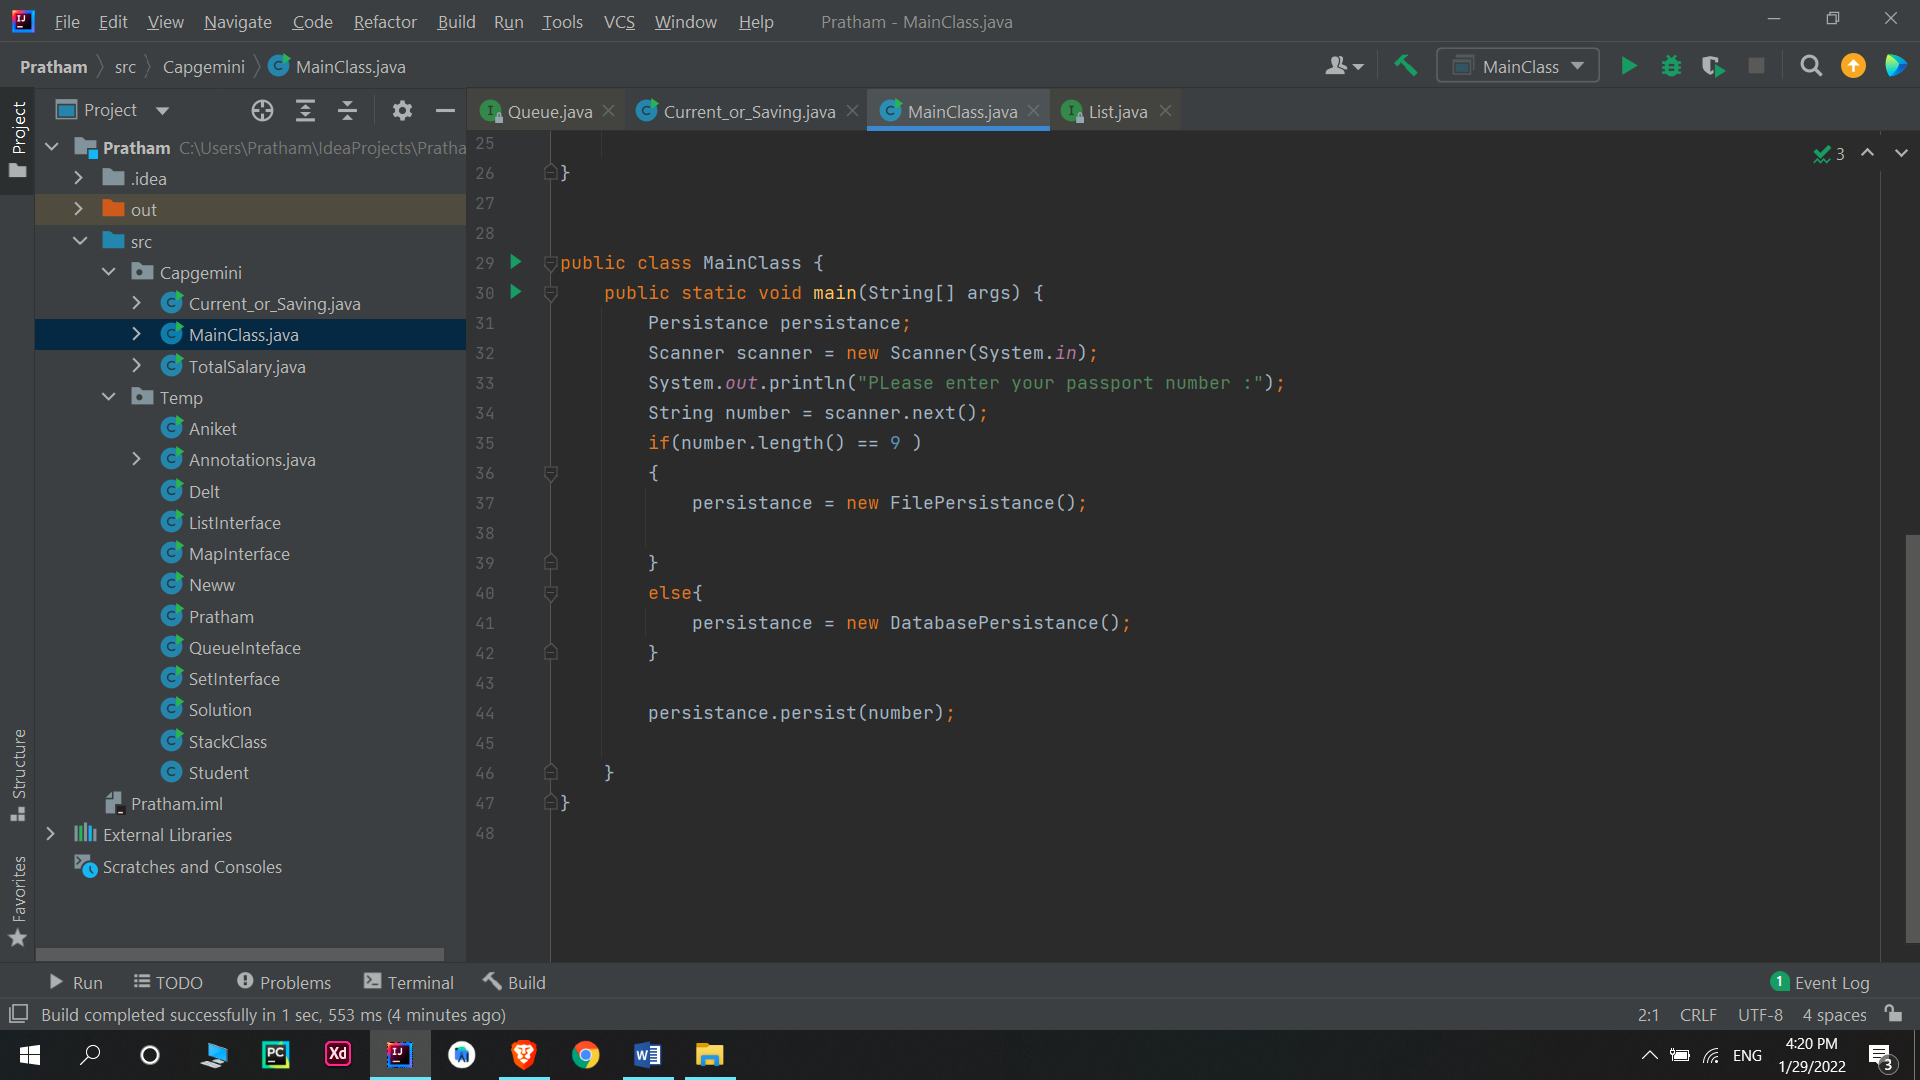 File Edit View Navigate Code Refactor Build Run Tools VCS Window Help Pratham - MainClass.java
Pratham src Capgemini MainClass.java MainClass
Project
Queue.java Current_or_Saving.java MainClass.java List.java
Project
Pratham C:\Users\Pratham\IdeaProjects\Pratha
.idea
out
src
Capgemini
Current_or_Saving.java
MainClass.java
TotalSalary.java
Temp
Aniket
Annotations.java
Delt
ListInterface
MapInterface
Neww
Pratham
QueueInteface
SetInterface
Solution
StackClass
Student
Pratham.iml
External Libraries
Scratches and Consoles
Structure
Favorites
3
25
26 }
27
28
29 public class MainClass {
30 public static void main(String[] args) {
31 Persistance persistance;
32 Scanner scanner = new Scanner(System.in);
33 System.out.println("PLease enter your passport number :");
34 String number = scanner.next();
35 if(number.length() == 9 )
36 {
37 persistance = new FilePersistance();
38
39 }
40 else{
41 persistance = new DatabasePersistance();
42 }
43
44 persistance.persist(number);
45
46 }
47 }
48
Run TODO Problems Terminal Build 1 Event Log
Build completed successfully in 1 sec, 553 ms (4 minutes ago) 2:1 CRLF UTF-8 4 spaces
PC Xd IJ W ENG 4:20 PM
1/29/2022 3